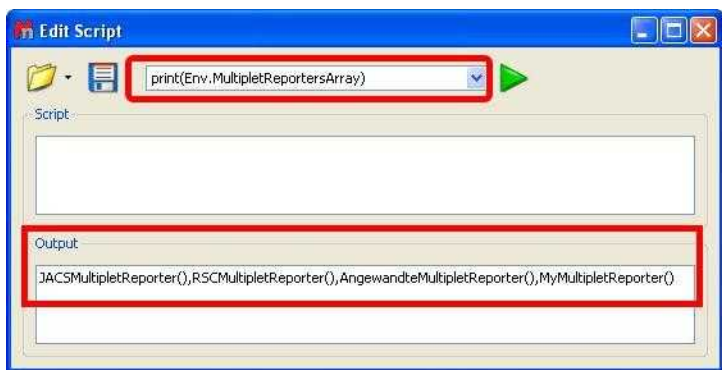 Edit Script
print(Env.MultipletReportersArray)
Script
Output
JACSMultipletReporter(),RSCMultipletReporter(),AngewandteMultipletReporter(),MyMultipletReporter()